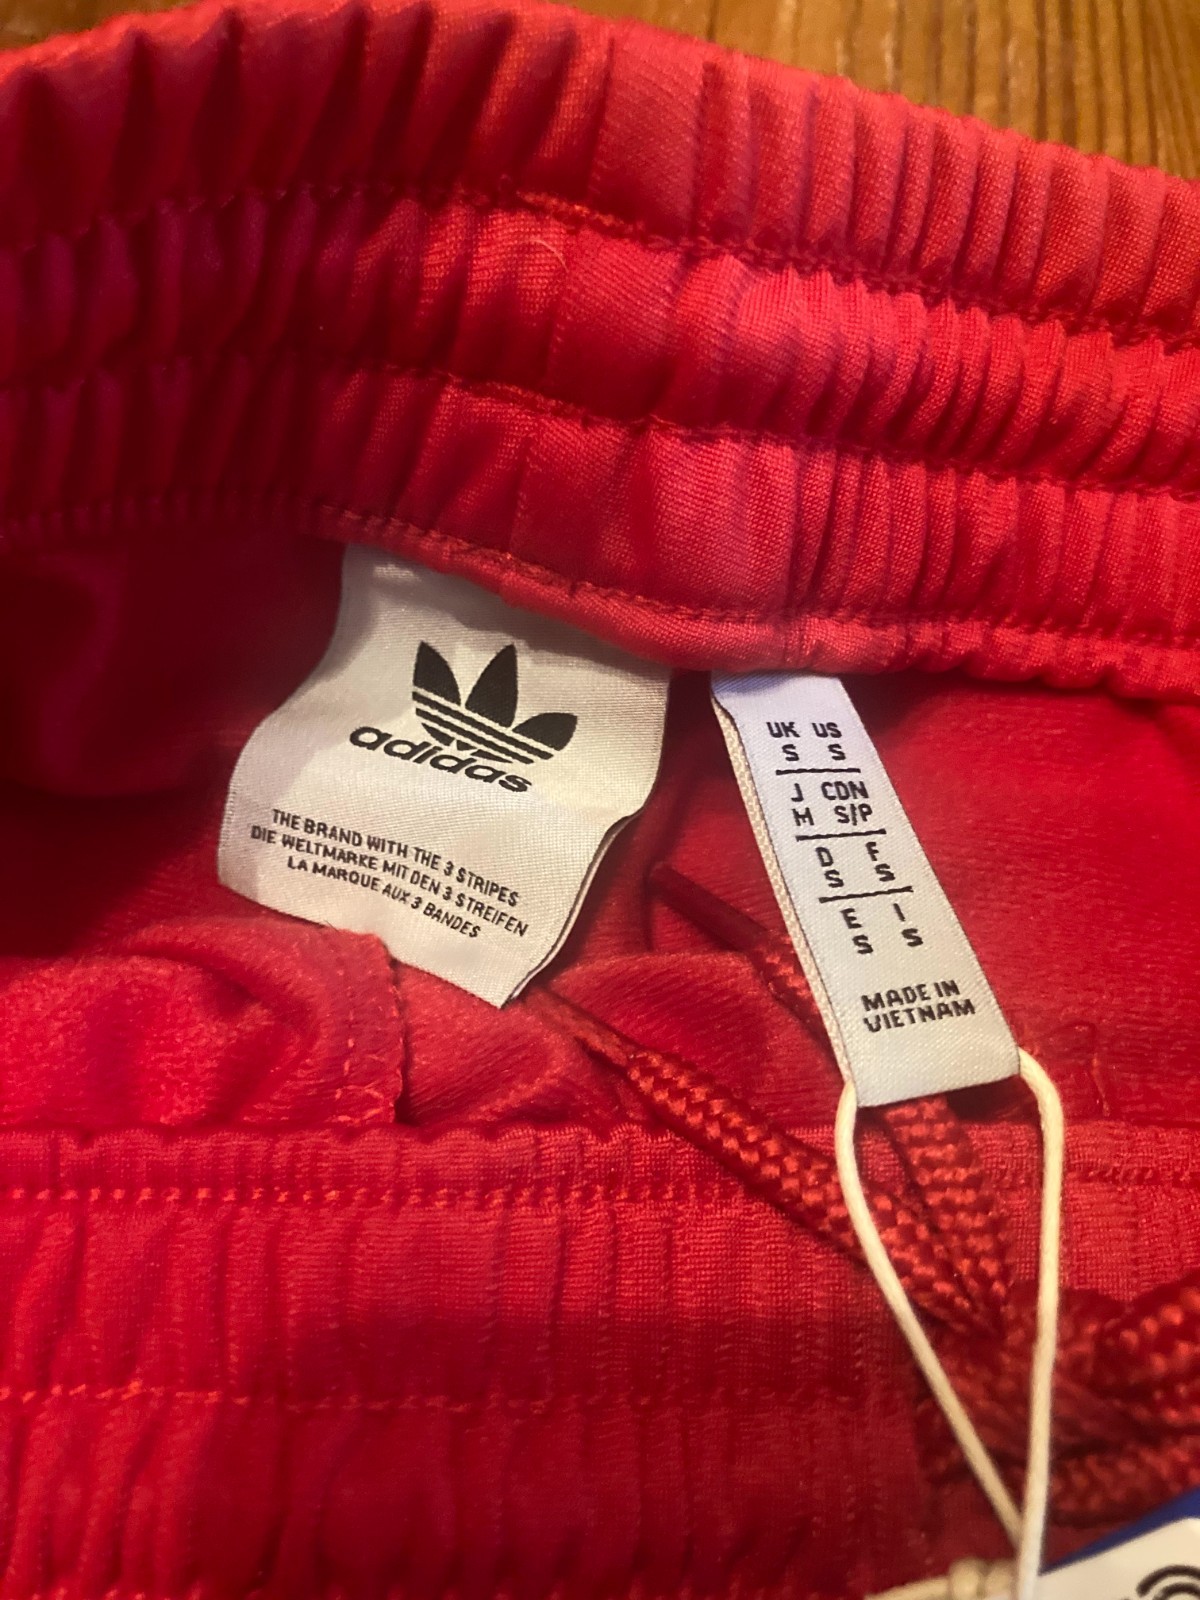 adidas
THE BRAND WITH THE 3 STRIPES
DIE WELTMARKE MIT DEN 3 STREIFEN
LA MARQUE AUX 3 BANDES
UK US
S S
J CDN
M S/P
D F
S S
E I
S S
MADE IN
VIETNAM